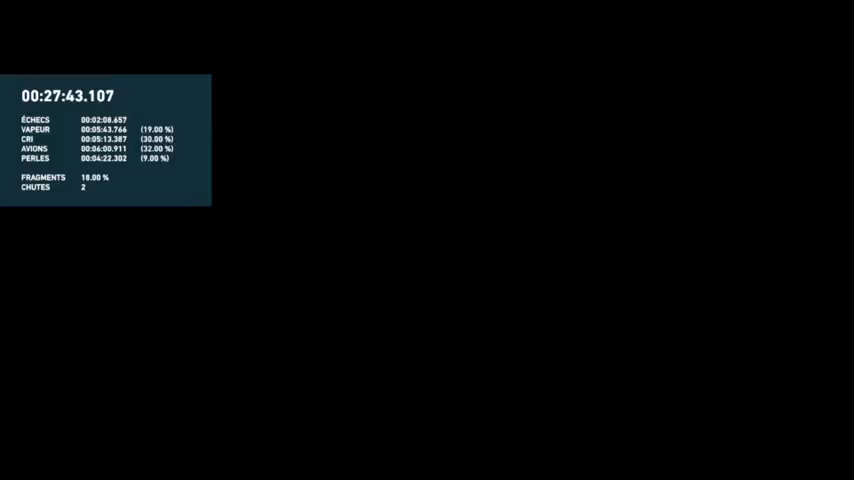 00:27:43.107
ÉCHECS 00:02:08.657
VAPEUR 00:05:43.766 (19.00 %)
CRI 00:05:13.387 (30.00 %)
AVIONS 00:06:00.911 (32.00 %)
PERLES 00:04:22.302 (9.00 %)
FRAGMENTS 18.00 %
CHUTES 2